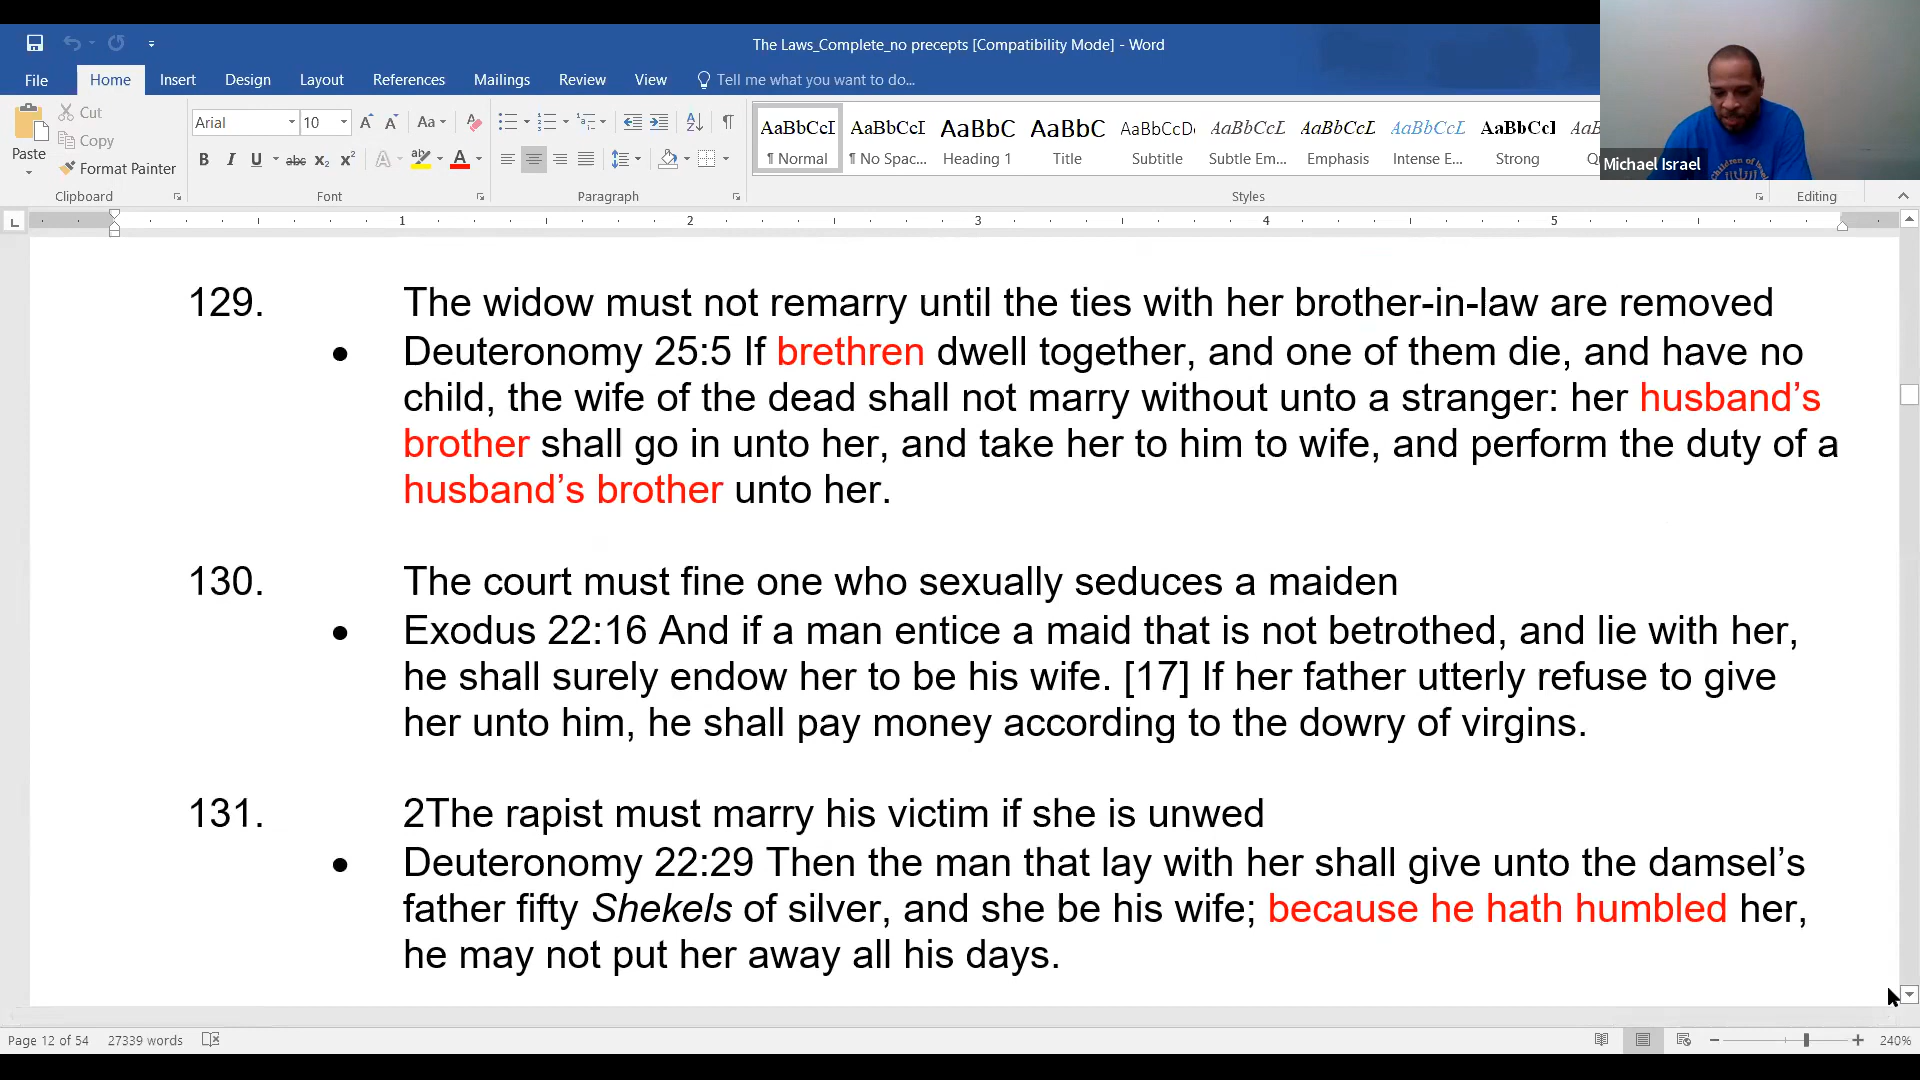 The Laws_Complete_no precepts [Compatibility Mode] - Word
File Home Insert Design Layout References Mailings Review View Tell me what you want to do...
Paste
Cut
Copy
Format Painter
Clipboard
Arial 10
Font
Paragraph
AaBbCcI AaBbCcI AaBbC AaBbC AaBbCcD AaBbCcL AaBbCcL AaBbCcL AaBbCcI
¶ Normal ¶ No Spac... Heading 1 Title Subtitle Subtle Em... Emphasis Intense E... Strong
Styles
Editing
Michael Israel
1 2 3 4 5
129. The widow must not remarry until the ties with her brother-in-law are removed
• Deuteronomy 25:5 If brethren dwell together, and one of them die, and have no
child, the wife of the dead shall not marry without unto a stranger: her husband’s
brother shall go in unto her, and take her to him to wife, and perform the duty of a
husband’s brother unto her.
130. The court must fine one who sexually seduces a maiden
• Exodus 22:16 And if a man entice a maid that is not betrothed, and lie with her,
he shall surely endow her to be his wife. [17] If her father utterly refuse to give
her unto him, he shall pay money according to the dowry of virgins.
131. 2The rapist must marry his victim if she is unwed
• Deuteronomy 22:29 Then the man that lay with her shall give unto the damsel’s
father fifty Shekels of silver, and she be his wife; because he hath humbled her,
he may not put her away all his days.
Page 12 of 54 27339 words 240%